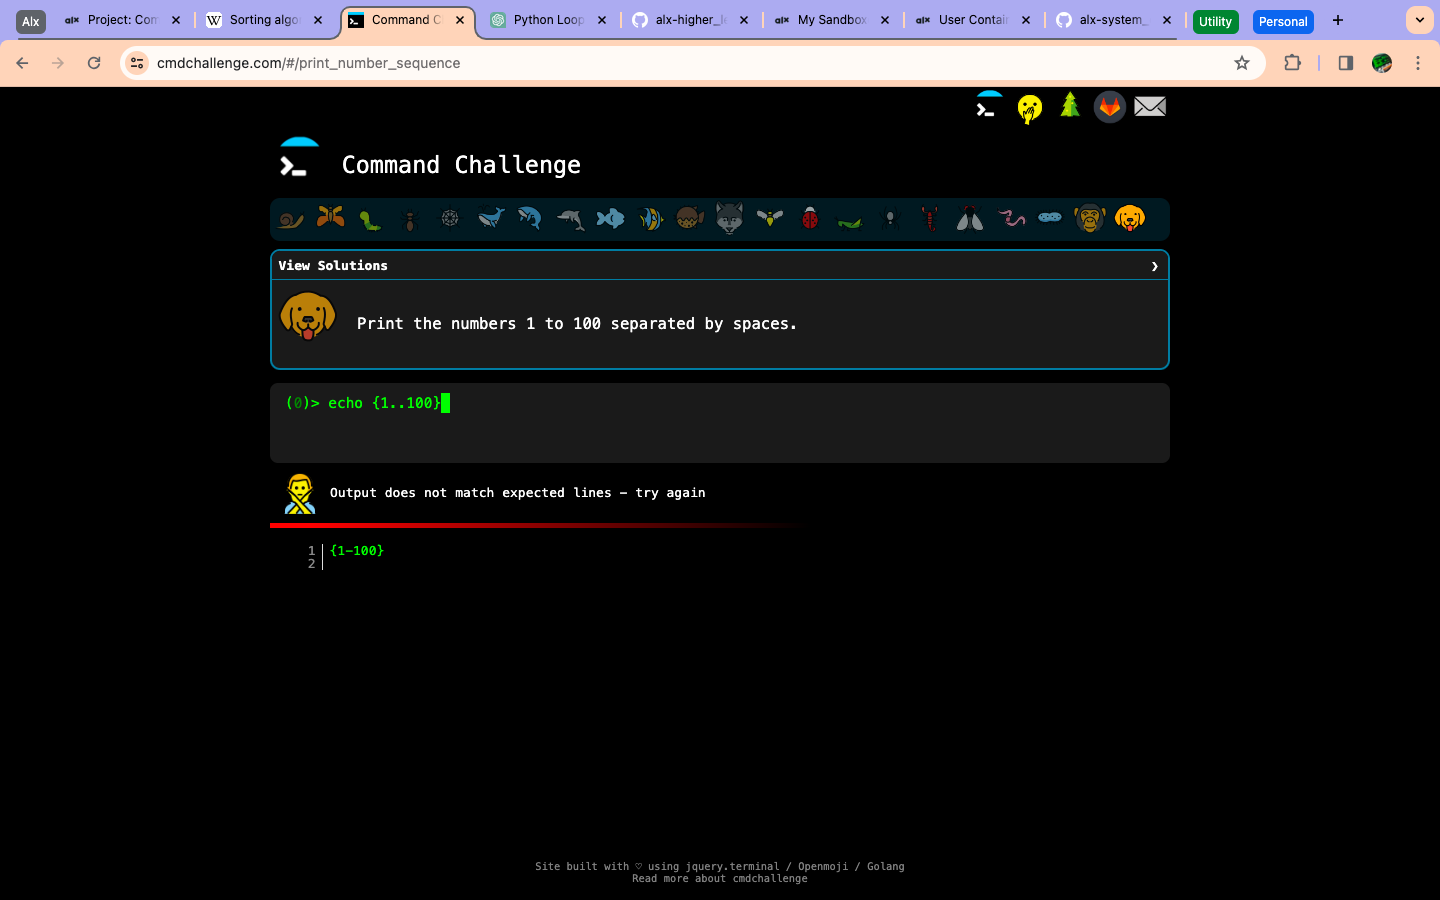 Alx
Project: Com
Sorting algo
Command C
Python Loop
alx-higher_le
My Sandbox
User Contai
alx-system_
Utility
Personal
cmdchallenge.com/#/print_number_sequence
Command Challenge
View Solutions
Print the numbers 1 to 100 separated by spaces.
(0)> echo {1..100}
Output does not match expected lines - try again
1 {1-100}
2
Site built with ♡ using jquery.terminal / Openmoji / Golang
Read more about cmdchallenge